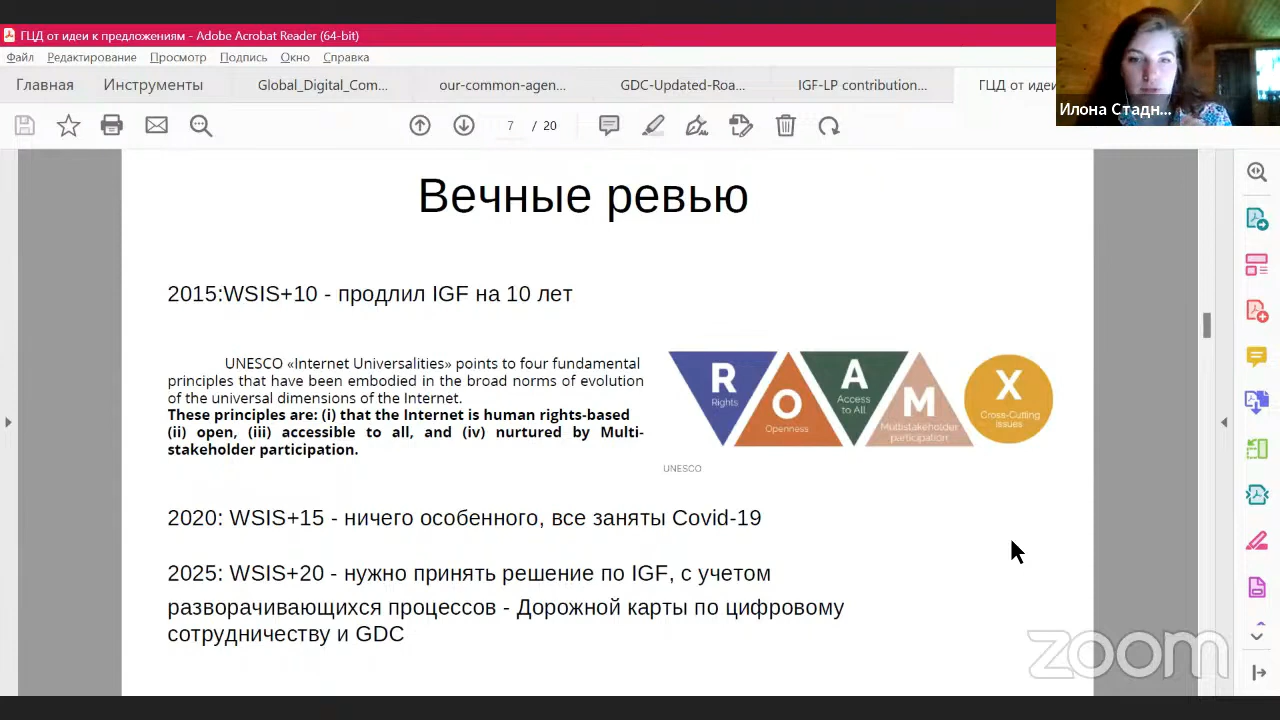 ГЦД от идеи к предложениям - Adobe Acrobat Reader (64-bit)
Файл Редактирование Просмотр Подпись Окно Справка
Главная Инструменты Global_Digital_Com... our-common-agen... GDC-Updated-Roa... IGF-LP contribution... ГЦД от идеи
Илона Стадн...
7 / 20
Вечные ревью
2015:WSIS+10 - продлил IGF на 10 лет
UNESCO «Internet Universalities» points to four fundamental
principles that have been embodied in the broad norms of evolution
of the universal dimensions of the Internet.
These principles are: (i) that the Internet is human rights-based
(ii) open, (iii) accessible to all, and (iv) nurtured by Multi-
stakeholder participation.
R
Rights
O
Openness
A
Access
to All
M
Multistakeholder
participation
X
Cross-Cutting
Issues
UNESCO
2020: WSIS+15 - ничего особенного, все заняты Covid-19
2025: WSIS+20 - нужно принять решение по IGF, с учетом
разворачивающихся процессов - Дорожной карты по цифровому
сотрудничеству и GDC
zoom